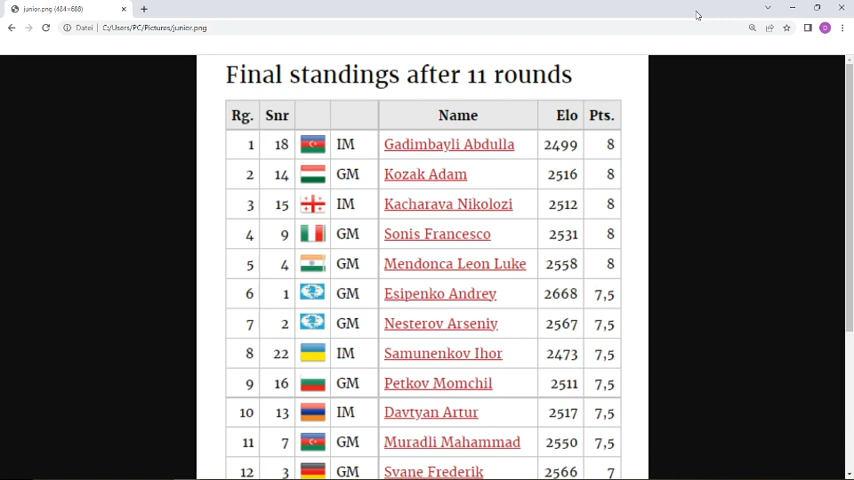 junior.png (484×688)
Datei | C:/Users/PC/Pictures/junior.png
Final standings after 11 rounds
Rg. Snr Name Elo Pts.
1 18 IM Gadimbayli Abdulla 2499 8
2 14 GM Kozak Adam 2516 8
3 15 IM Kacharava Nikolozi 2512 8
4 9 GM Sonis Francesco 2531 8
5 4 GM Mendonca Leon Luke 2558 8
6 1 GM Esipenko Andrey 2668 7,5
7 2 GM Nesterov Arseniy 2567 7,5
8 22 IM Samunenkov Ihor 2473 7,5
9 16 GM Petkov Momchil 2511 7,5
10 13 IM Davtyan Artur 2517 7,5
11 7 GM Muradli Mahammad 2550 7,5
12 3 GM Svane Frederik 2566 7